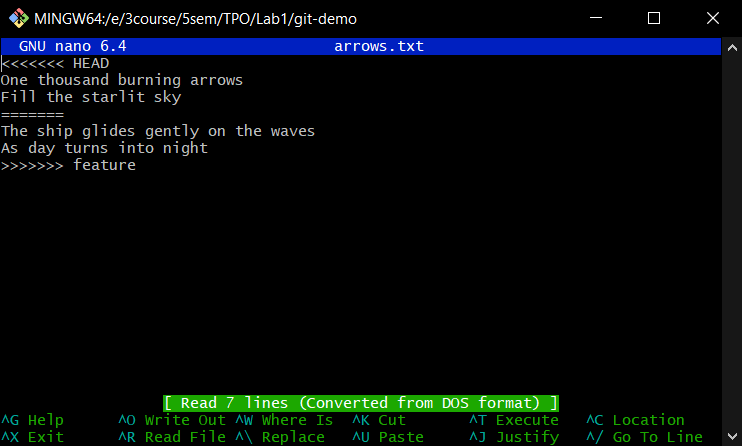 MINGW64:/e/3course/5sem/TPO/Lab1/git-demo
GNU nano 6.4 arrows.txt
<<<<<<< HEAD
One thousand burning arrows
Fill the starlit sky
=======
The ship glides gently on the waves
As day turns into night
>>>>>>> feature
[ Read 7 lines (Converted from DOS format) ]
^G Help ^O Write Out ^W Where Is ^K Cut ^T Execute ^C Location
^X Exit ^R Read File ^\ Replace ^U Paste ^J Justify ^/ Go To Line